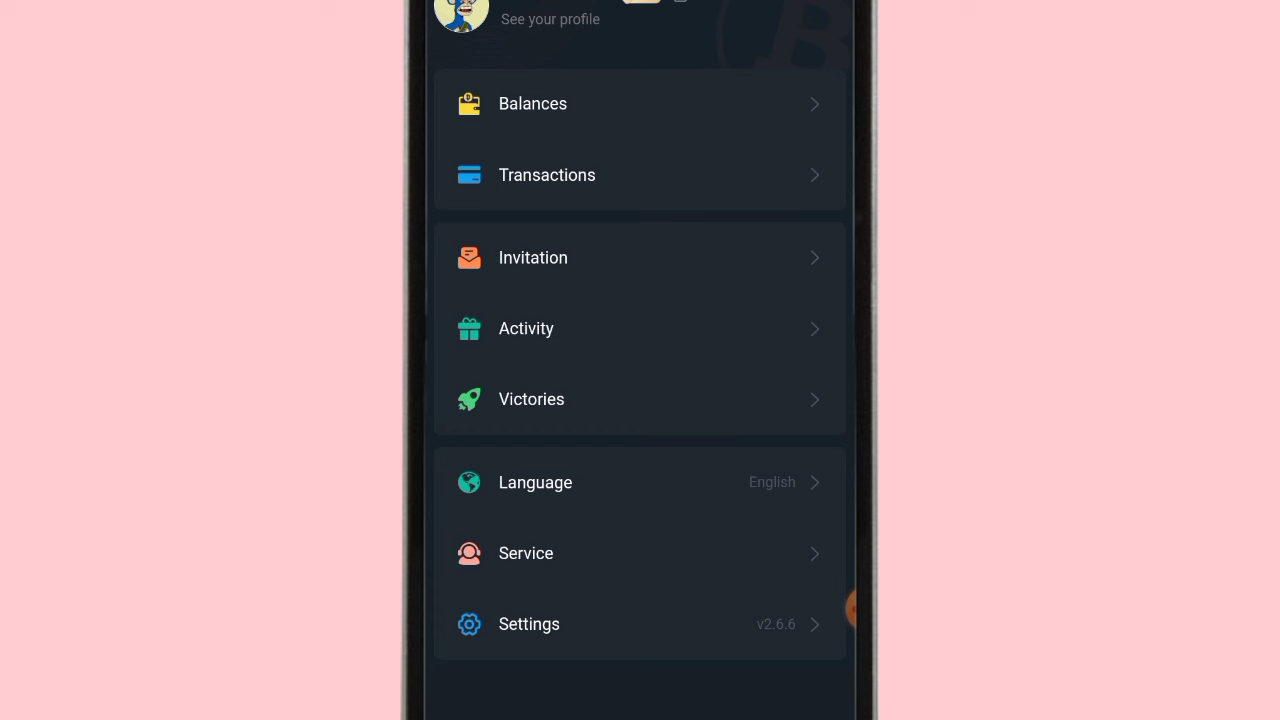 See your profile
Balances
Transactions
Invitation
Activity
Victories
Language English
Service
Settings v2.6.6